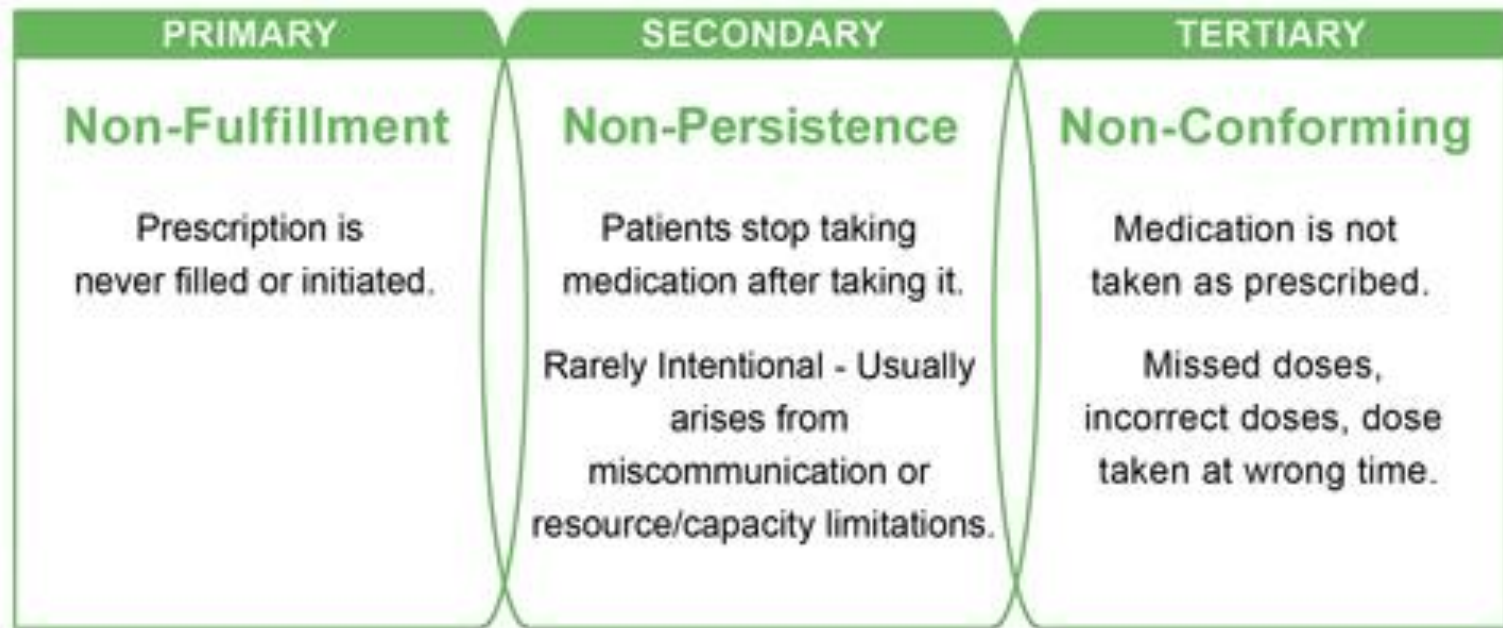 PRIMARY
Non-Fulfillment
Prescription is
never filled or initiated.
SECONDARY
Non-Persistence
Patients stop taking
medication after taking it.
Rarely Intentional - Usually
arises from
miscommunication or
resource/capacity limitations.
TERTIARY
Non-Conforming
Medication is not
taken as prescribed.
Missed doses,
incorrect doses, dose
taken at wrong time.